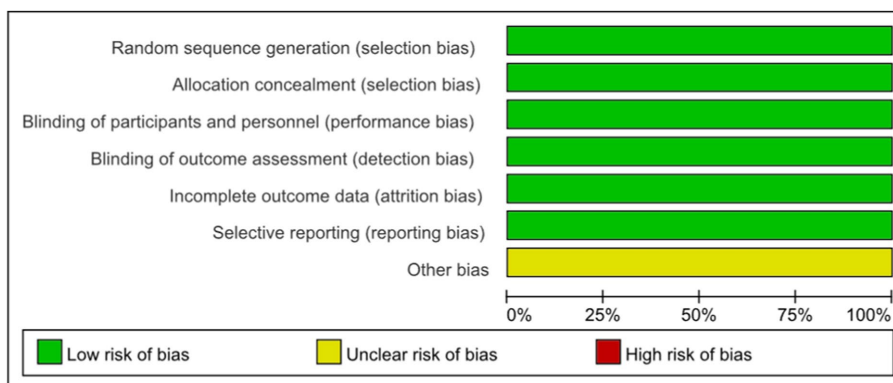 Random sequence generation (selection bias)
Allocation concealment (selection bias)
Blinding of participants and personnel (performance bias)
Blinding of outcome assessment (detection bias)
Incomplete outcome data (attrition bias)
Selective reporting (reporting bias)
Other bias
0% 25% 50% 75% 100%
Low risk of bias Unclear risk of bias High risk of bias